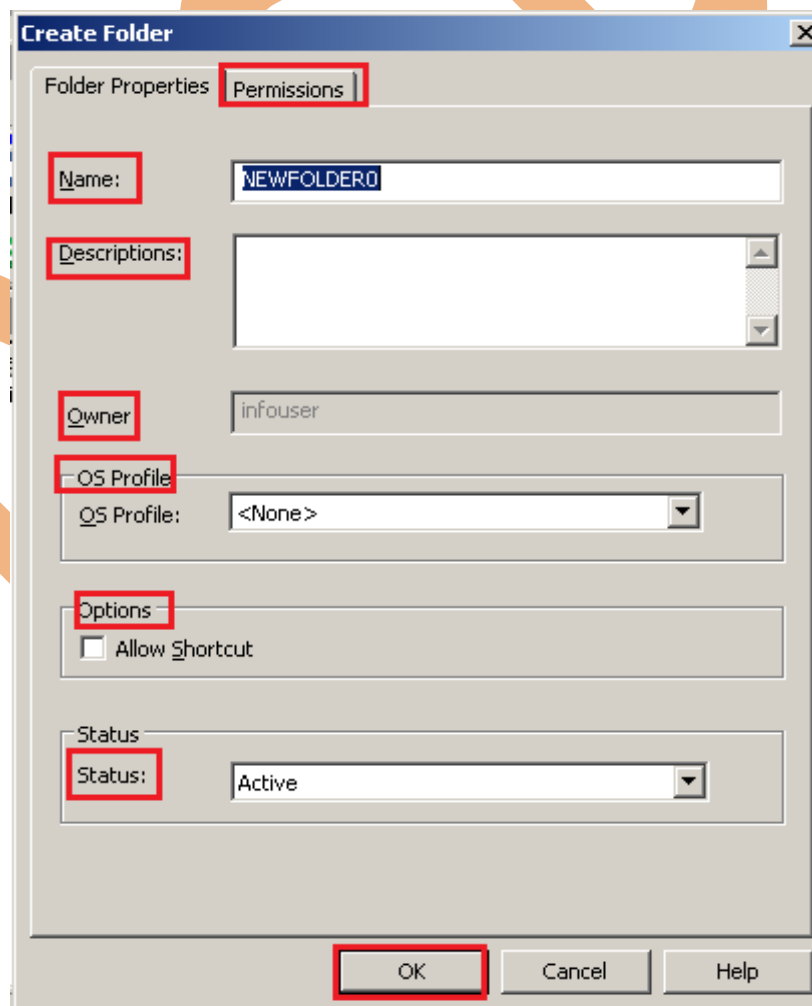 Create Folder
Folder Properties Permissions
Name: NEWFOLDER0
Descriptions:
Owner infouser
OS Profile
OS Profile: <None>
Options
Allow Shortcut
Status
Status: Active
OK Cancel Help